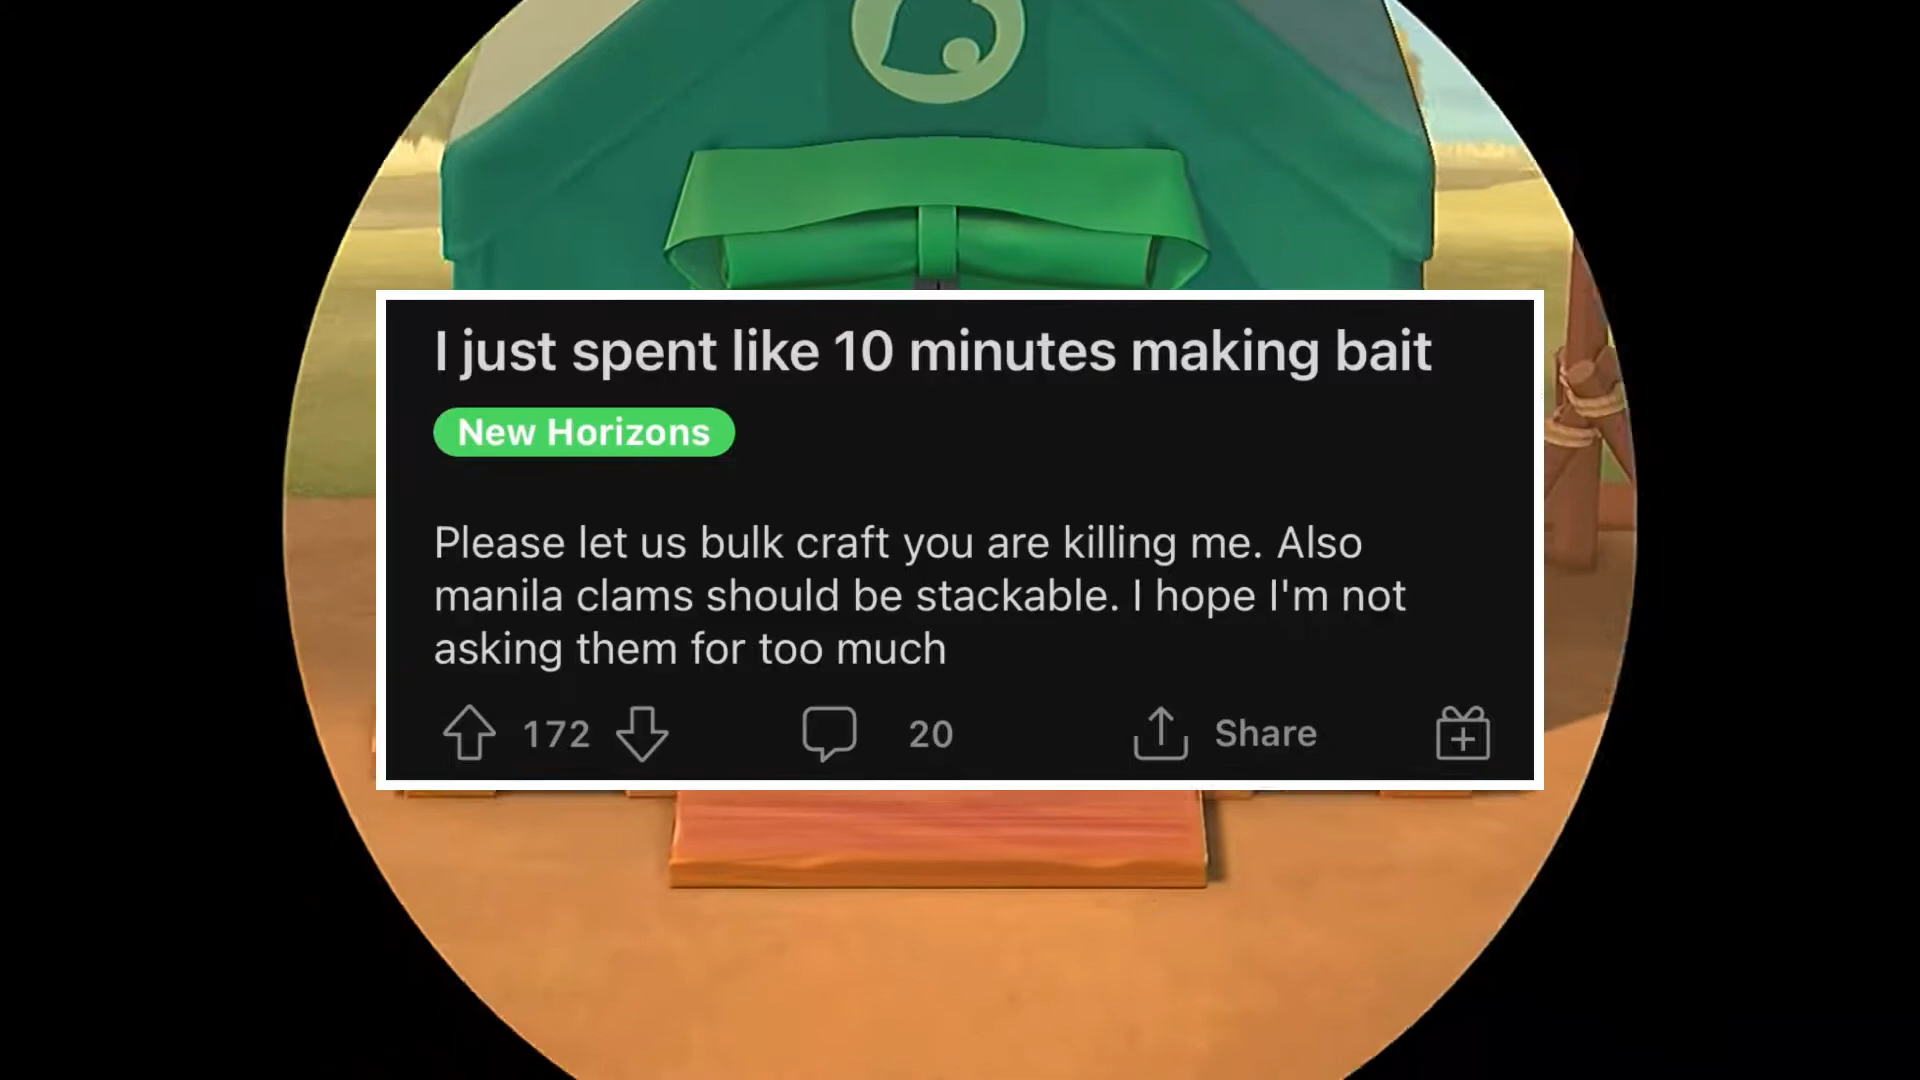 I just spent like 10 minutes making bait
New Horizons
Please let us bulk craft you are killing me. Also
manila clams should be stackable. I hope I'm not
asking them for too much
172 20 Share